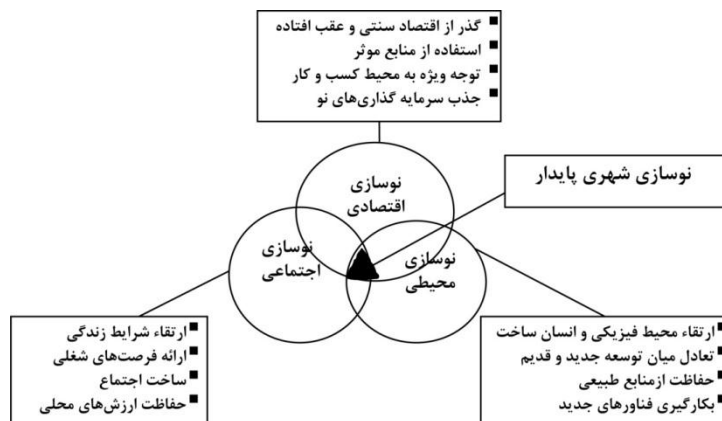 ■ گذر از اقتصاد سنتی و عقب افتاده
■ استفاده از منابع موثر
■ توجه ویژه به محیط کسب و کار
■ جذب سرمایه گذاری‌های نو
نوسازی شهری پایدار
نوسازی
اقتصادی
نوسازی
اجتماعی
نوسازی
محیطی
■ ارتقاء محیط فیزیکی و انسان ساخت
■ تعادل میان توسعه جدید و قدیم
■ حفاظت ازمنابع طبیعی
■ بکارگیری فناورهای جدید
■ ارتقاء شرایط زندگی
■ ارائه فرصت‌های شغلی
■ ساخت اجتماع
■ حفاظت ارزش‌های محلی